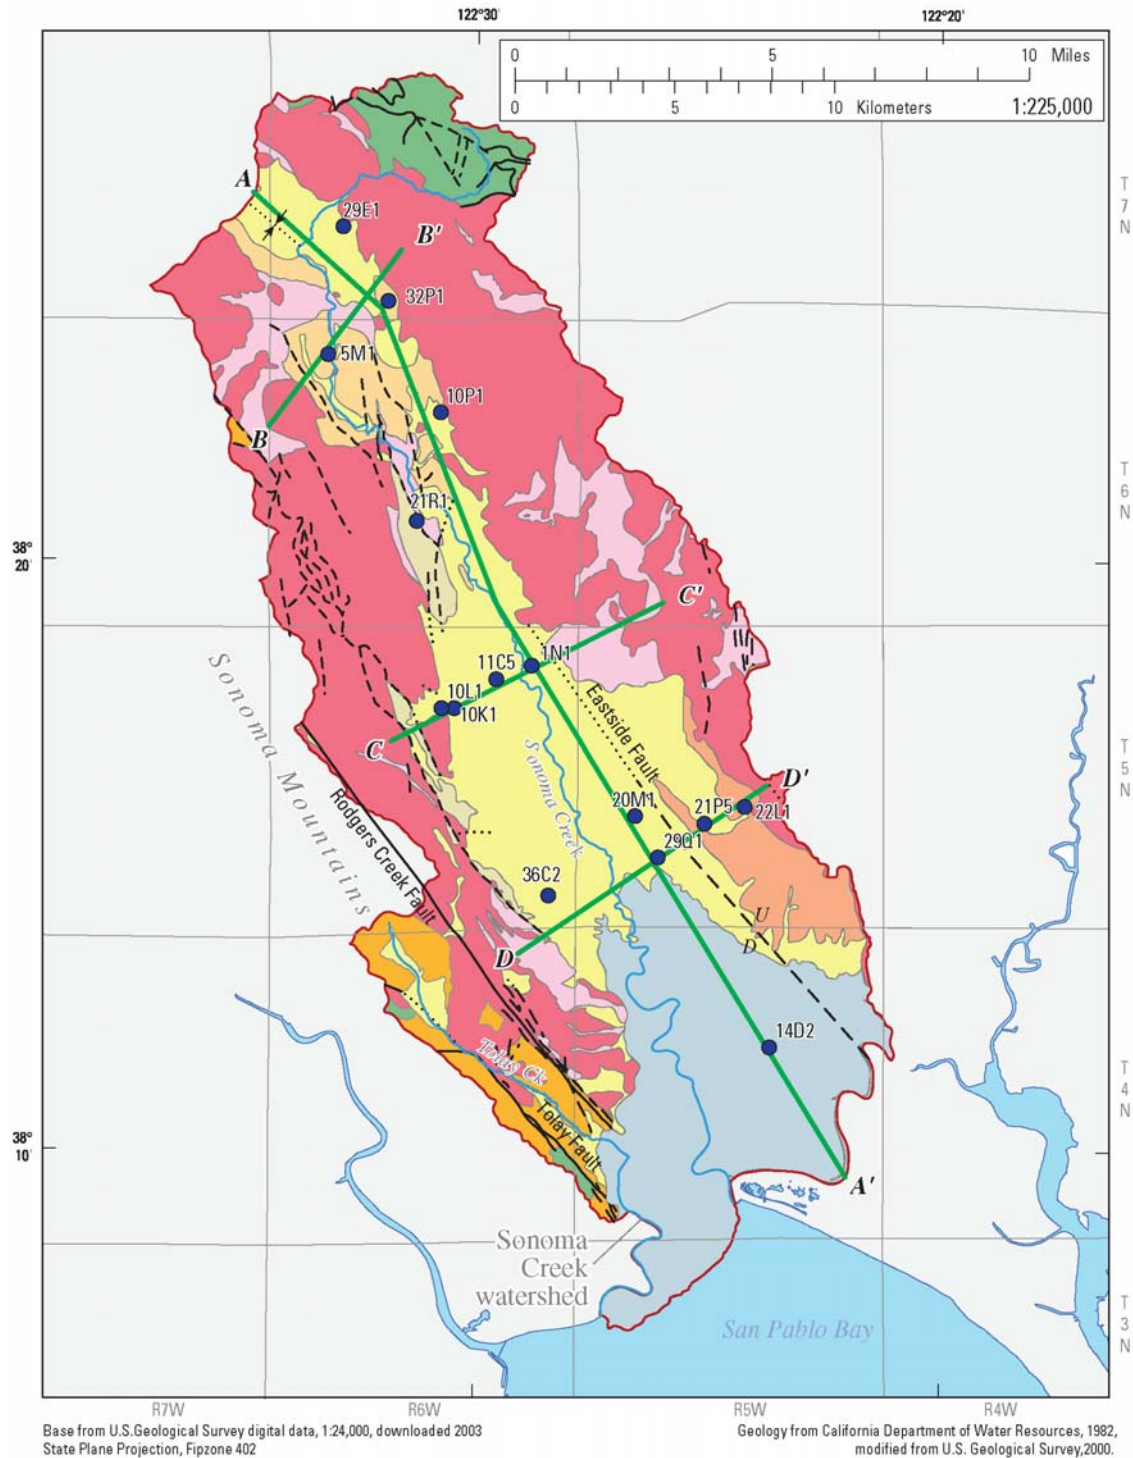 122°30'
122°20'
0 5 10 Miles
0 5 10 Kilometers 1:225,000
T
7
N
A
29E1
B'
32P1
5M1
10P1
B
T
6
N
21R1
38°
20'
C'
1N1
11C5
10L1
10K1
C
Eastside Fault
Sonoma Mountains
Sonoma Creek
Rodgers Creek Fault
T
5
N
D'
20M1
21P5
22L1
29Q1
36C2
U
D
D
14D2
Tolay Ck
Tolay Fault
T
4
N
38°
10'
A'
Sonoma
Creek
watershed
San Pablo Bay
T
3
N
R7W R6W R5W R4W
Base from U.S.Geological Survey digital data, 1:24,000, downloaded 2003
State Plane Projection, Fipzone 402
Geology from California Department of Water Resources, 1982,
modified from U.S. Geological Survey,2000.